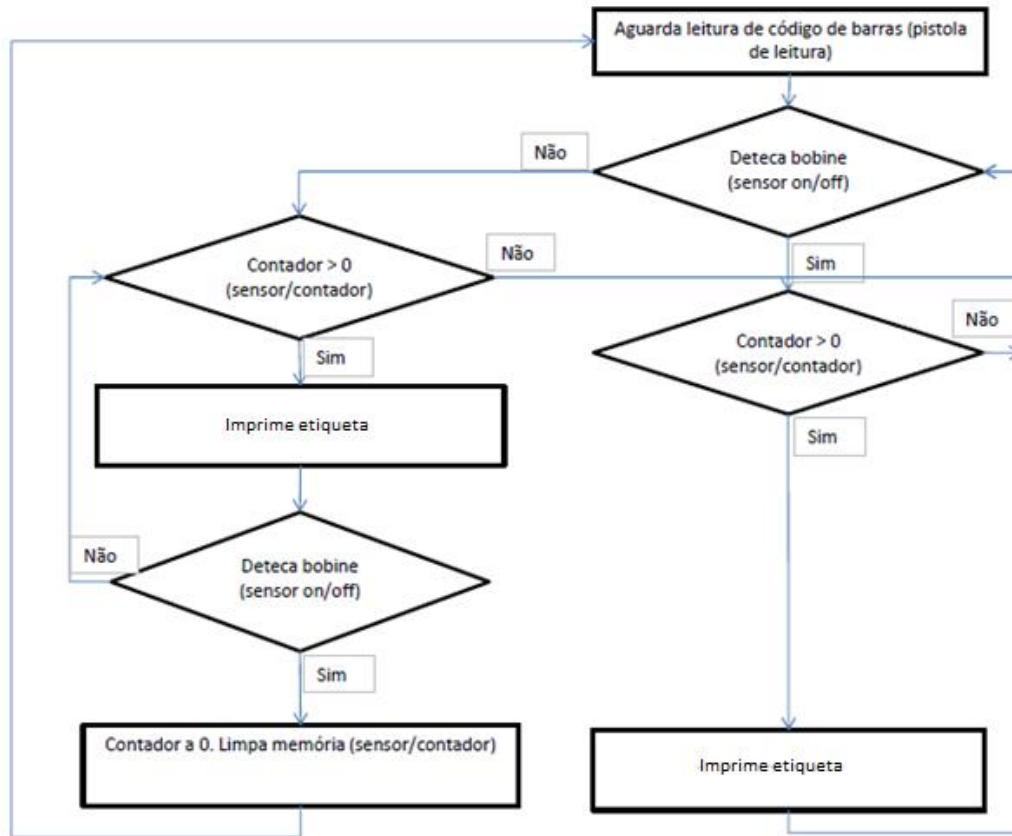 Aguarda leitura de código de barras (pistola
de leitura)
Não
Deteca bobine
(sensor on/off)
Contador > 0
(sensor/contador)
Não
Sim
Contador > 0
(sensor/contador)
Não
Sim
Imprime etiqueta
Sim
Não
Deteca bobine
(sensor on/off)
Sim
Contador a 0. Limpa memória (sensor/contador)
Imprime etiqueta